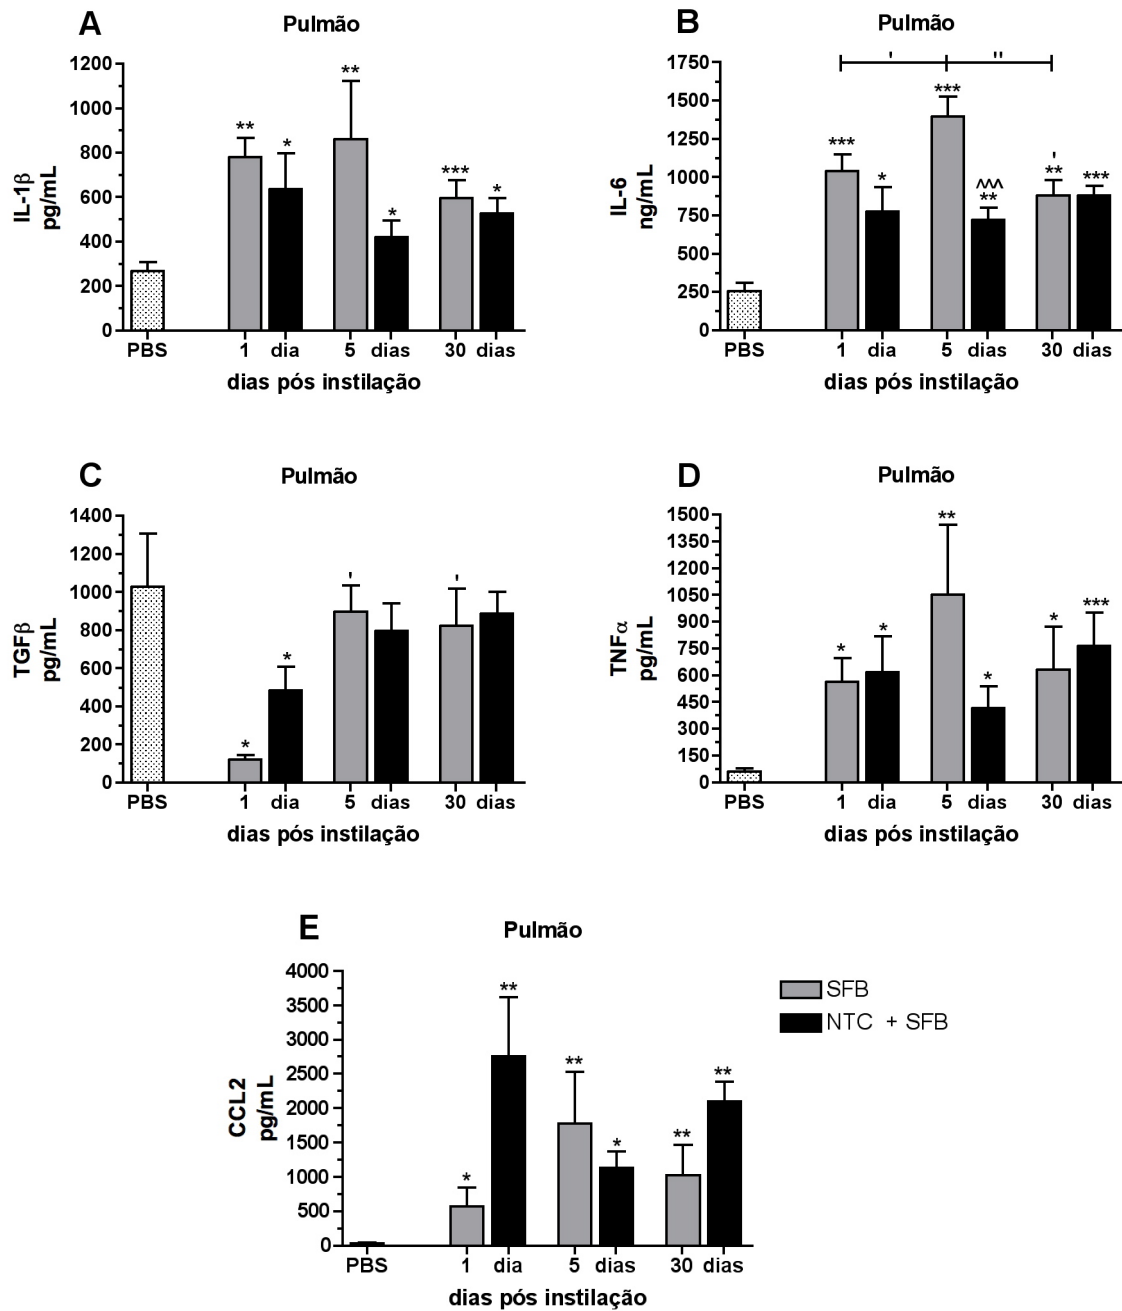 A
Pulmão
IL-1β
pg/mL
1200
1000
800
600
400
200
0
** * ** * *** *
PBS 1 dia 5 dias 30 dias
dias pós instilação
B
Pulmão
IL-6
ng/mL
1750
1500
1250
1000
750
500
250
0
' ''
*** * *** ^^^ ** ' ** ***
PBS 1 dia 5 dias 30 dias
dias pós instilação
C
Pulmão
TGFβ
pg/mL
1400
1200
1000
800
600
400
200
0
* * ' '
PBS 1 dia 5 dias 30 dias
dias pós instilação
D
Pulmão
TNFα
pg/mL
1500
1350
1200
1050
900
750
600
450
300
150
0
* * ** * * ***
PBS 1 dia 5 dias 30 dias
dias pós instilação
E
Pulmão
CCL2
pg/mL
4000
3500
3000
2500
2000
1500
1000
500
0
* ** ** * ** **
PBS 1 dia 5 dias 30 dias
dias pós instilação
SFB
NTC + SFB